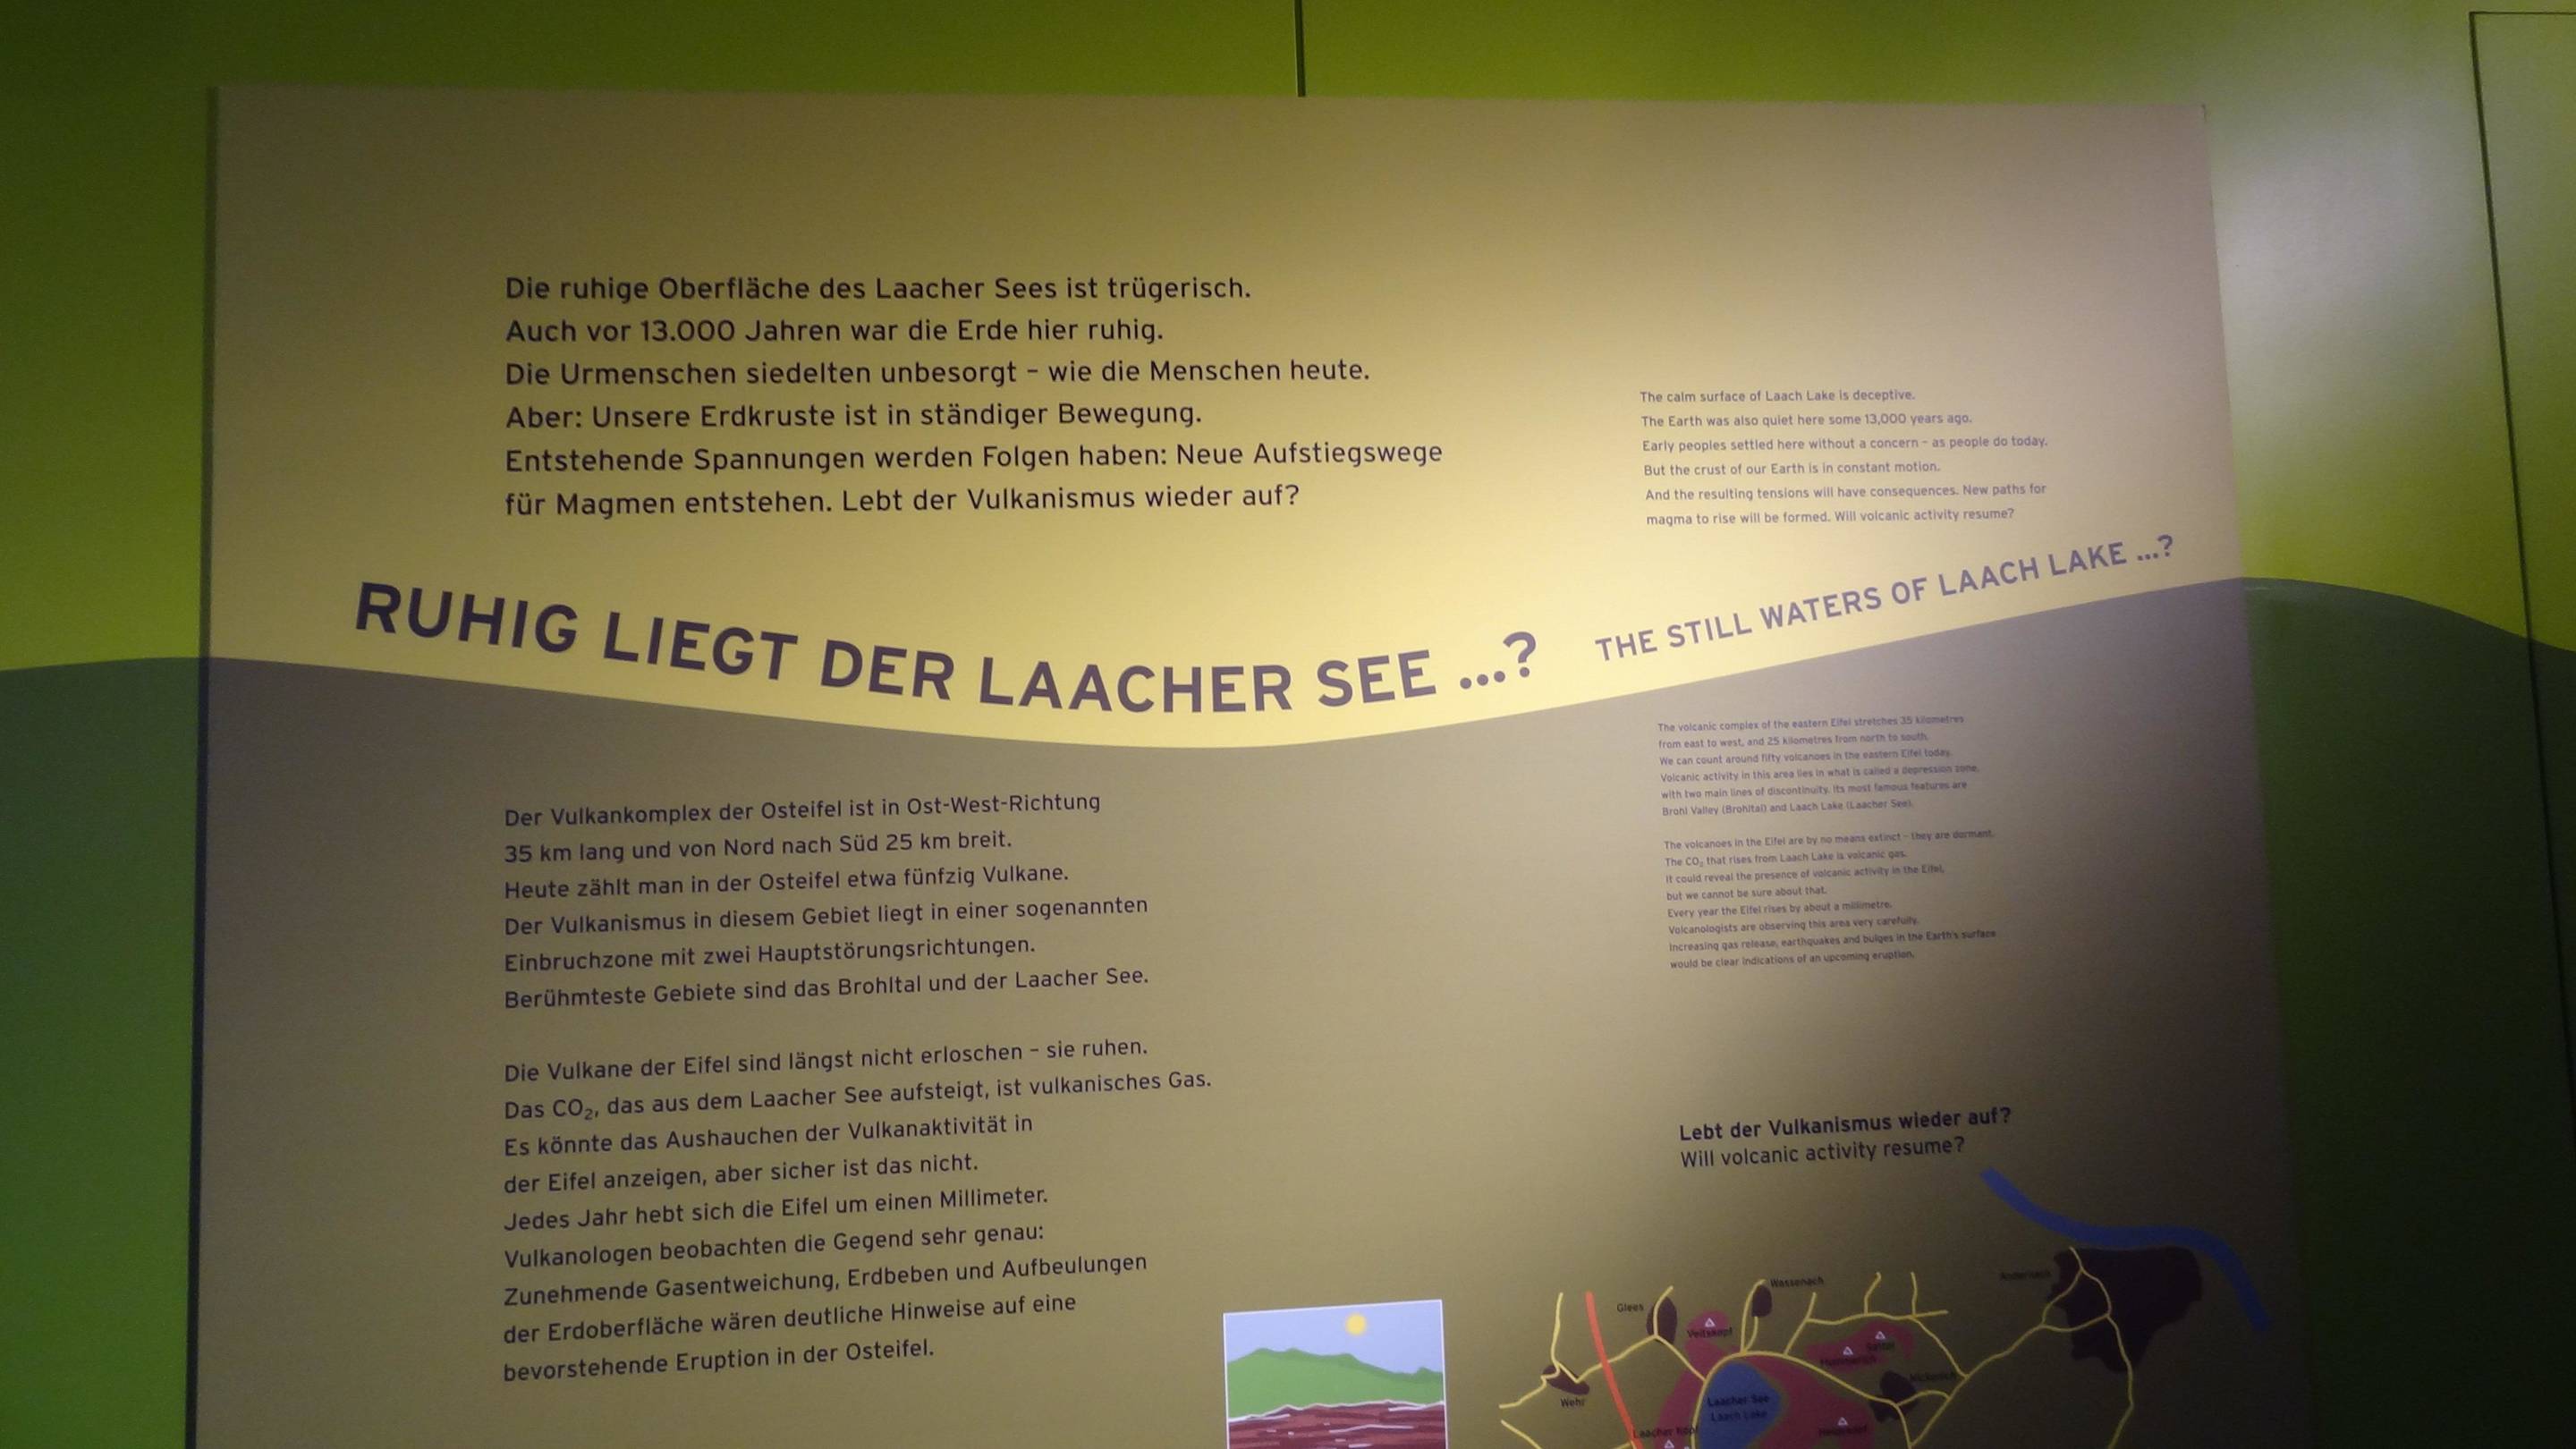 Die ruhige Oberfläche des Laacher Sees ist trügerisch.
Auch vor 13.000 Jahren war die Erde hier ruhig.
Die Urmenschen siedelten unbesorgt – wie die Menschen heute.
Aber: Unsere Erdkruste ist in ständiger Bewegung.
Entstehende Spannungen werden Folgen haben: Neue Aufstiegswege
für Magmen entstehen. Lebt der Vulkanismus wieder auf?
The calm surface of Laach Lake is deceptive.
The Earth was also quiet here some 13,000 years ago.
Early peoples settled here without a concern – as people do today.
But the crust of our Earth is in constant motion.
And the resulting tensions will have consequences. New paths for
magma to rise will be formed. Will volcanic activity resume?
RUHIG LIEGT DER LAACHER SEE ...?
THE STILL WATERS OF LAACH LAKE ...?
Der Vulkankomplex der Osteifel ist in Ost-West-Richtung
35 km lang und von Nord nach Süd 25 km breit.
Heute zählt man in der Osteifel etwa fünfzig Vulkane.
Der Vulkanismus in diesem Gebiet liegt in einer sogenannten
Einbruchzone mit zwei Hauptstörungsrichtungen.
Berühmteste Gebiete sind das Brohltal und der Laacher See.
Die Vulkane der Eifel sind längst nicht erloschen – sie ruhen.
Das CO₂, das aus dem Laacher See aufsteigt, ist vulkanisches Gas.
Es könnte das Aushauchen der Vulkanaktivität in
der Eifel anzeigen, aber sicher ist das nicht.
Jedes Jahr hebt sich die Eifel um einen Millimeter.
Vulkanologen beobachten die Gegend sehr genau:
Zunehmende Gasentweichung, Erdbeben und Aufbeulungen
der Erdoberfläche wären deutliche Hinweise auf eine
bevorstehende Eruption in der Osteifel.
The volcanic complex of the eastern Eifel stretches 35 kilometres
from east to west, and 25 kilometres from north to south.
We can count around fifty volcanoes in the eastern Eifel today.
Volcanic activity in this area lies in what is called a depression zone,
with two main lines of discontinuity. Its most famous features are
Brohl Valley (Brohltal) and Laach Lake (Laacher See).
The volcanoes in the Eifel are by no means extinct – they are dormant.
The CO₂ that rises from Laach Lake is volcanic gas.
It could reveal the presence of volcanic activity in the Eifel,
but we cannot be sure about that.
Every year the Eifel rises by about a millimetre.
Volcanologists are observing this area very carefully.
Increasing gas release, earthquakes and bulges in the Earth's surface
would be clear indications of an upcoming eruption.
Lebt der Vulkanismus wieder auf?
Will volcanic activity resume?
Wassenach
Andernach
Glees
Veitskopf
Wehr
Nickenich
Laacher See
Laach Lake
Laacher Kopf